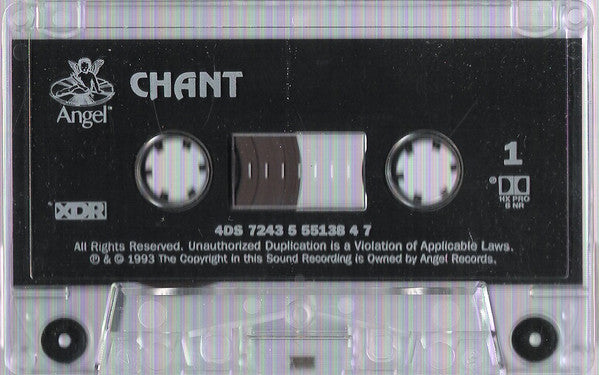 CHANT
Angel™
1
XDR
HX PRO
B NR
4DS 7243 5 55138 4 7
All Rights Reserved. Unauthorized Duplication is a Violation of Applicable Laws.
℗ & © 1993 The Copyright in this Sound Recording is Owned by Angel Records.